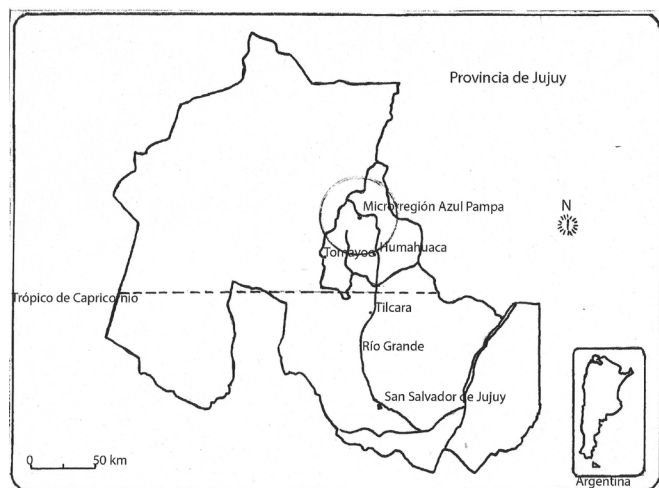 Provincia de Jujuy
N
Microrregión Azul Pampa
Humahuaca
Tomayoc
Trópico de Capricornio
Tilcara
Río Grande
San Salvador de Jujuy
0 50 km
Argentina